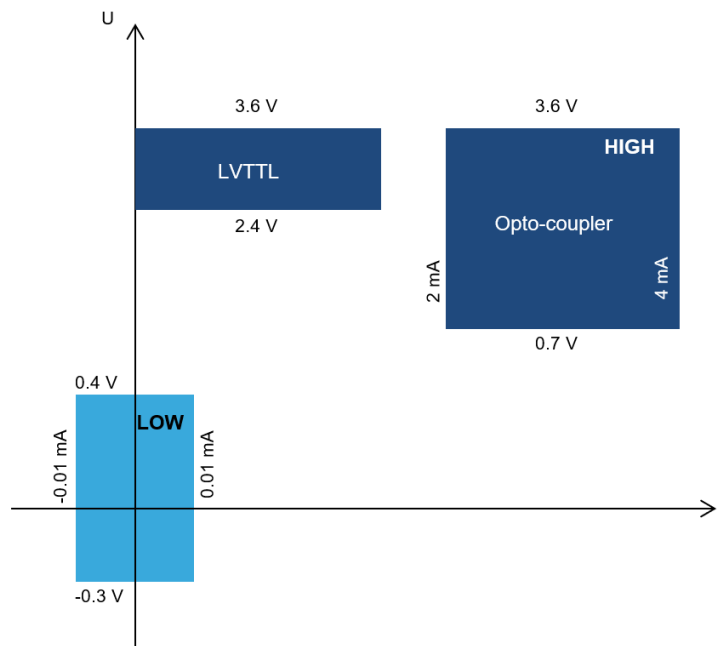 U
3.6 V
3.6 V
HIGH
LVTTL
Opto-coupler
2.4 V
2 mA
4 mA
0.7 V
0.4 V
LOW
-0.01 mA
0.01 mA
-0.3 V